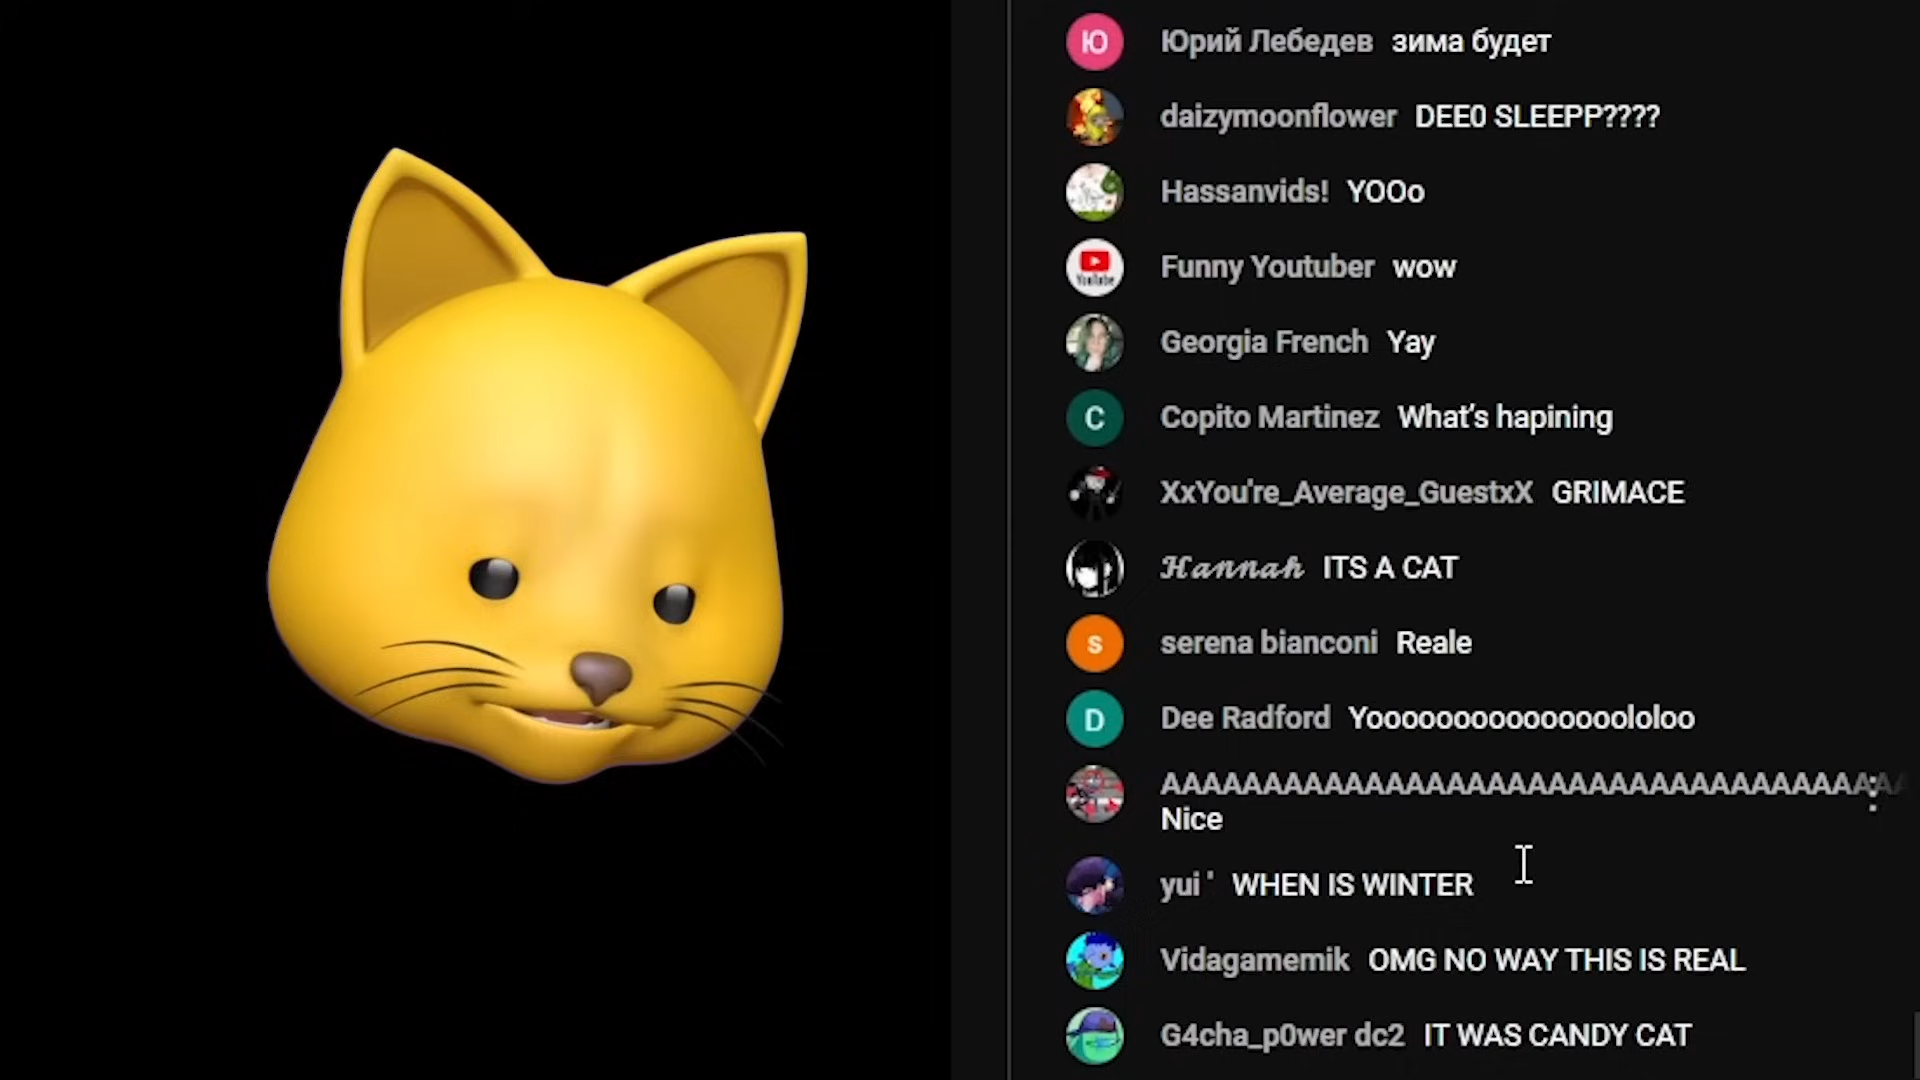 Ю Юрий Лебедев зима будет
daizymoonflower DEE0 SLEEPP????
Hassanvids! YOOo
YouTube Funny Youtuber wow
Georgia French Yay
C Copito Martinez What's hapining
XxYou're_Average_GuestxX GRIMACE
𝓗𝓪𝓷𝓷𝓪𝓱 ITS A CAT
s serena bianconi Reale
D Dee Radford Yooooooooooooooololoo
AAAAAAAAAAAAAAAAAAAAAAAAAAAAAAAAAAAAA
Nice
yui ' WHEN IS WINTER
Vidagamemik OMG NO WAY THIS IS REAL
G4cha_p0wer dc2 IT WAS CANDY CAT